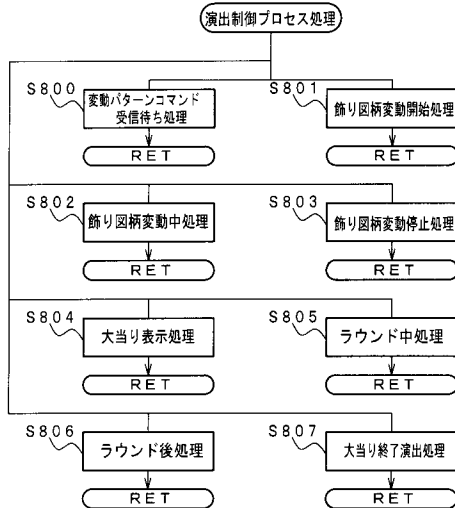 演出制御プロセス処理
S800
変動パターンコマンド
受信待ち処理
RET
S801
飾り図柄変動開始処理
RET
S802
飾り図柄変動中処理
RET
S803
飾り図柄変動停止処理
RET
S804
大当り表示処理
RET
S805
ラウンド中処理
RET
S806
ラウンド後処理
RET
S807
大当り終了演出処理
RET